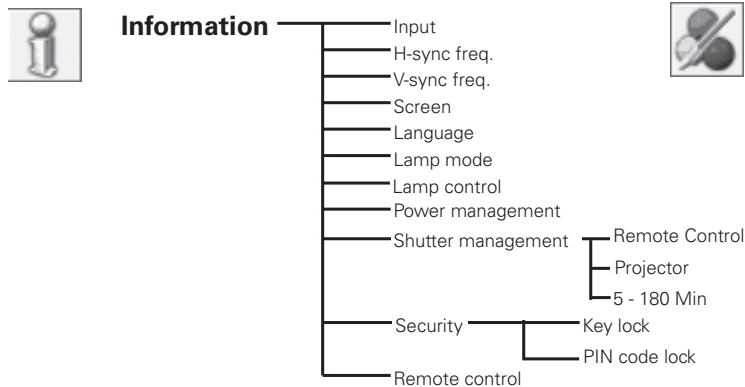 Information
Input
H-sync freq.
V-sync freq.
Screen
Language
Lamp mode
Lamp control
Power management
Shutter management
Remote Control
Projector
5 - 180 Min
Security
Key lock
PIN code lock
Remote control